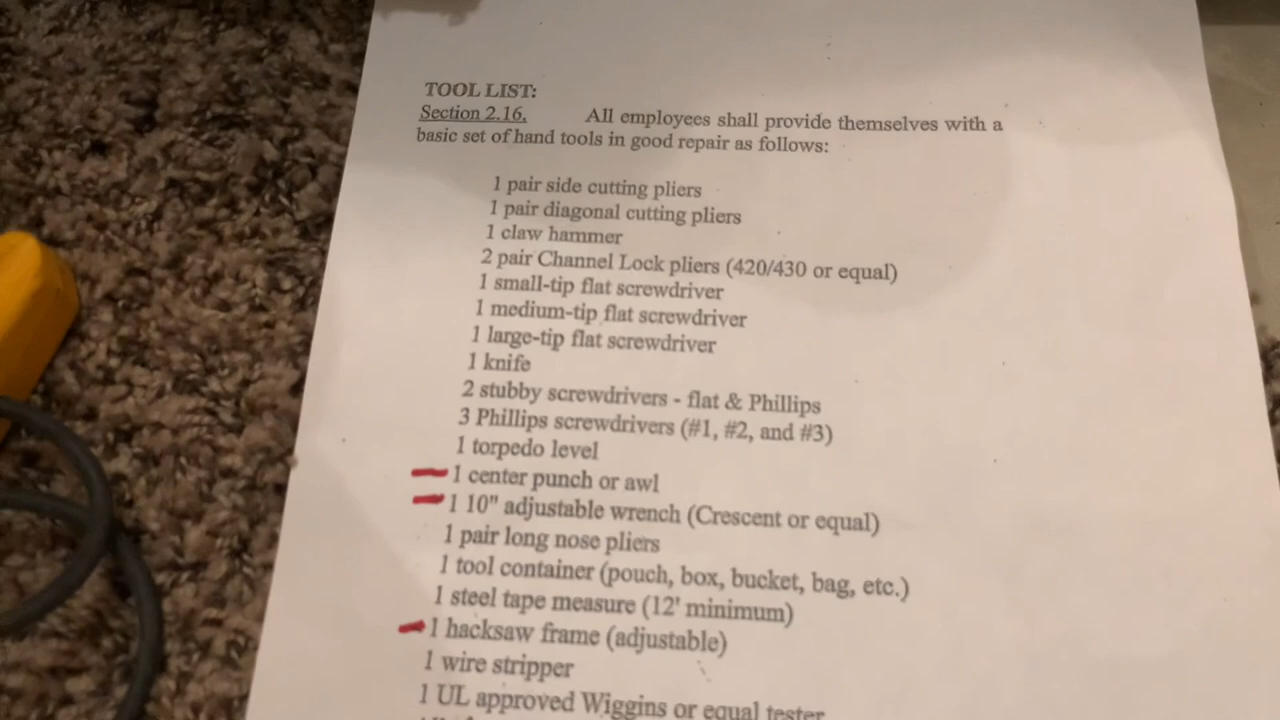 TOOL LIST:
Section 2.16. All employees shall provide themselves with a
basic set of hand tools in good repair as follows:
1 pair side cutting pliers
1 pair diagonal cutting pliers
1 claw hammer
2 pair Channel Lock pliers (420/430 or equal)
1 small-tip flat screwdriver
1 medium-tip flat screwdriver
1 large-tip flat screwdriver
1 knife
2 stubby screwdrivers - flat & Phillips
3 Phillips screwdrivers (#1, #2, and #3)
1 torpedo level
1 center punch or awl
1 10" adjustable wrench (Crescent or equal)
1 pair long nose pliers
1 tool container (pouch, box, bucket, bag, etc.)
1 steel tape measure (12' minimum)
1 hacksaw frame (adjustable)
1 wire stripper
1 UL approved Wiggins or equal tester